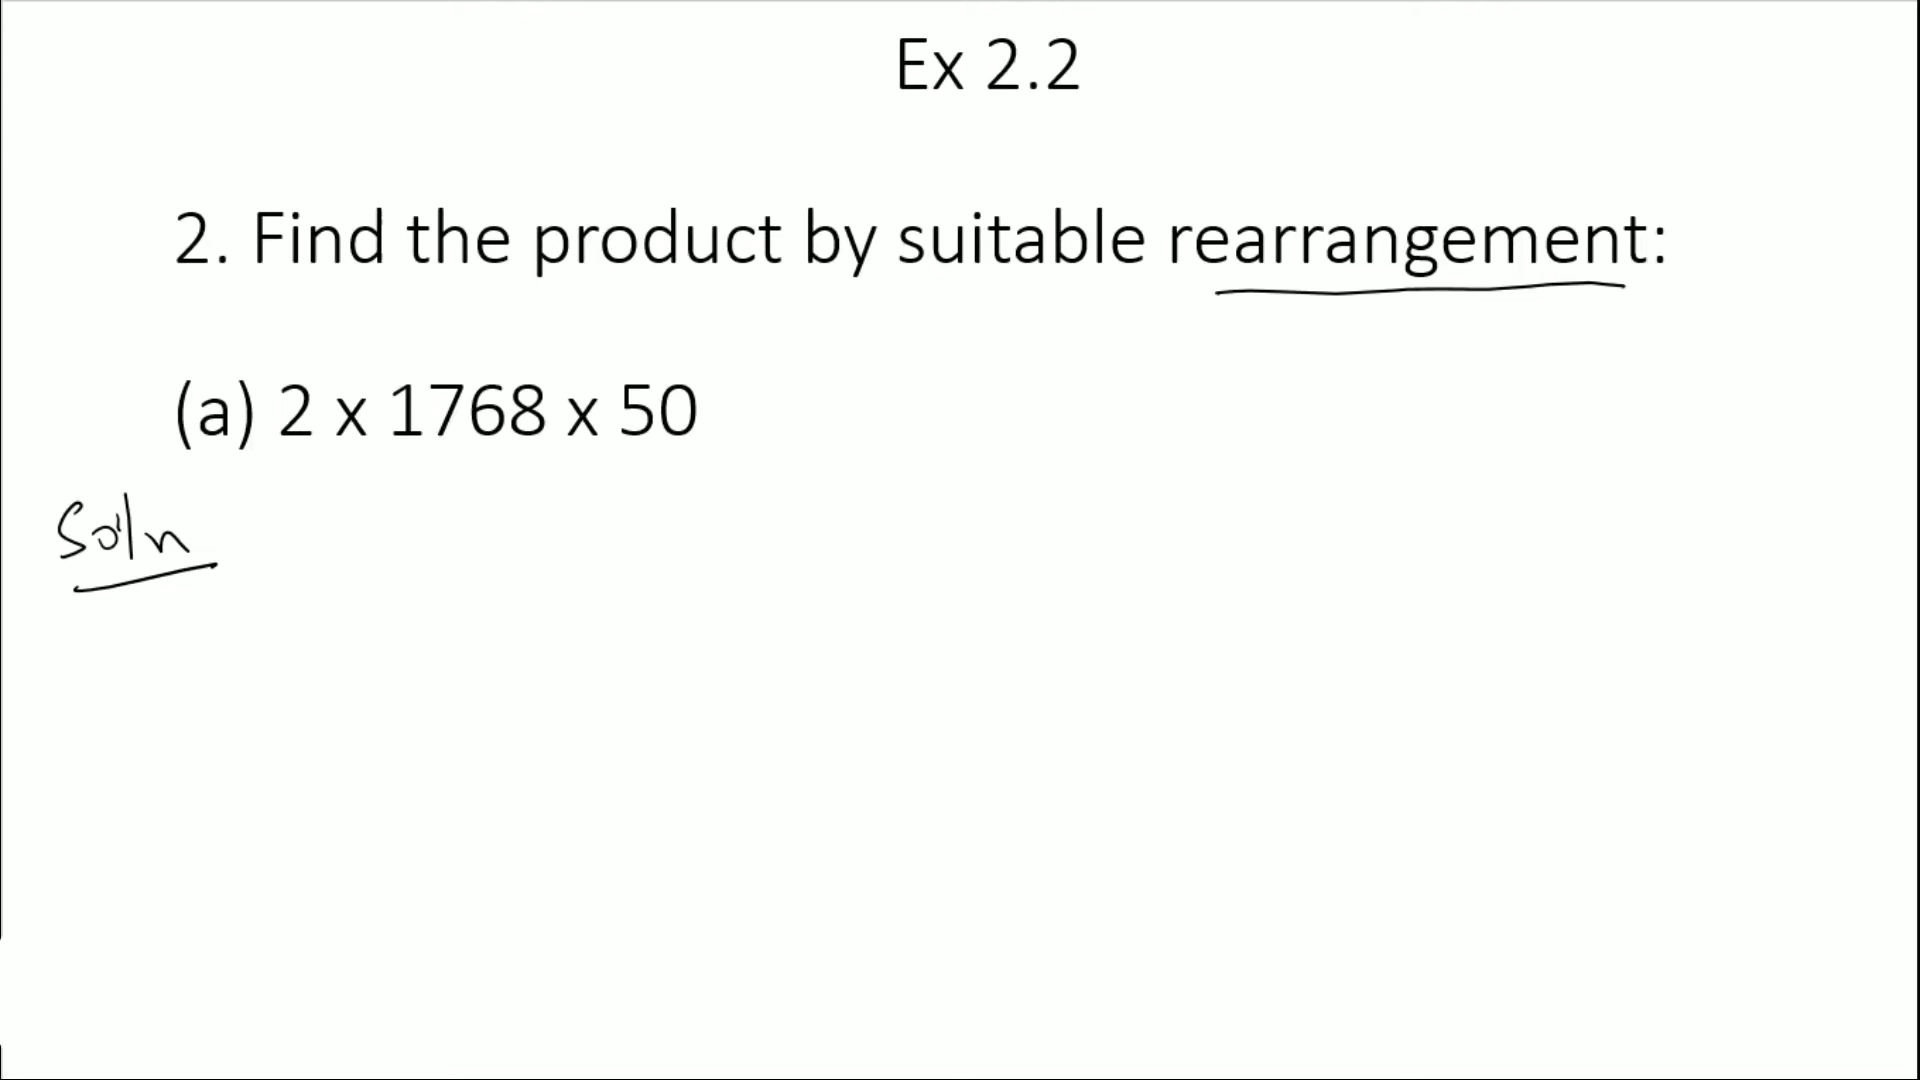 Ex 2.2
2. Find the product by suitable rearrangement:
(a) 2 x 1768 x 50
Soln